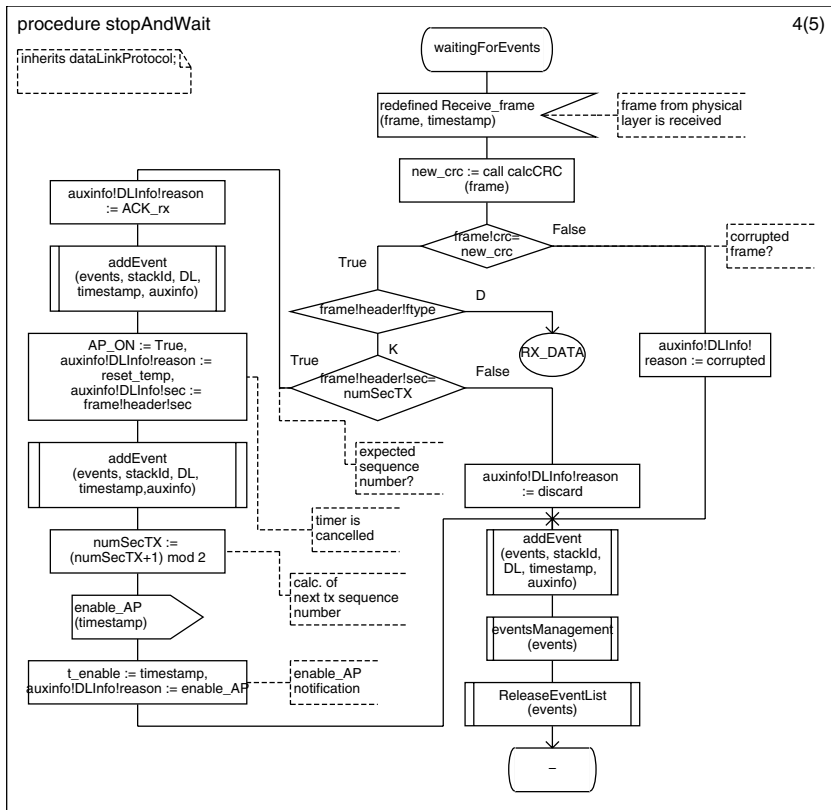 procedure stopAndWait
4(5)
inherits dataLinkProtocol;
waitingForEvents
redefined Receive_frame
(frame, timestamp)
frame from physical
layer is received
new_crc := call calcCRC
(frame)
frame!crc=
new_crc
False
corrupted
frame?
True
frame!header!ftype
D
RX_DATA
auxinfo!DLInfo!
reason := corrupted
K
True
frame!header!sec=
numSecTX
False
expected
sequence
number?
auxinfo!DLInfo!reason
:= discard
auxinfo!DLInfo!reason
:= ACK_rx
addEvent
(events, stackId, DL,
timestamp, auxinfo)
AP_ON := True,
auxinfo!DLInfo!reason :=
reset_temp,
auxinfo!DLInfo!sec :=
frame!header!sec
timer is
cancelled
addEvent
(events, stackId, DL,
timestamp,auxinfo)
numSecTX :=
(numSecTX+1) mod 2
calc. of
next tx sequence
number
enable_AP
(timestamp)
t_enable := timestamp,
auxinfo!DLInfo!reason := enable_AP
enable_AP
notification
addEvent
(events, stackId,
DL, timestamp,
auxinfo)
eventsManagement
(events)
ReleaseEventList
(events)
–